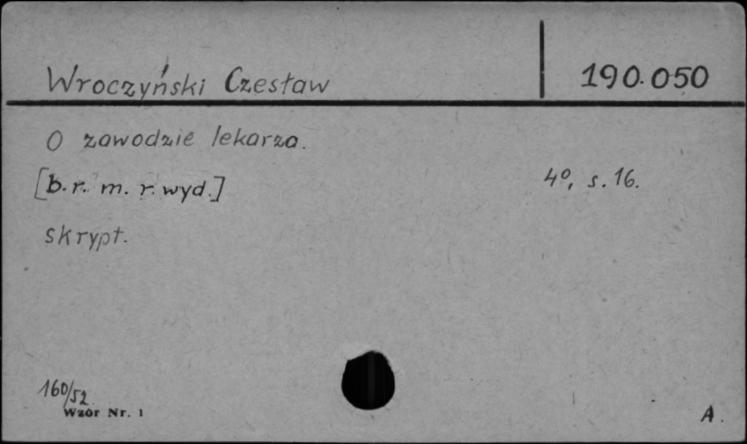 Wroczyński Czesław 190.050
O zawodzie lekarza.
[b.r. m. r. wyd.] 4°, s. 16.
skrypt.
160/52
Wzór Nr. 1 A.